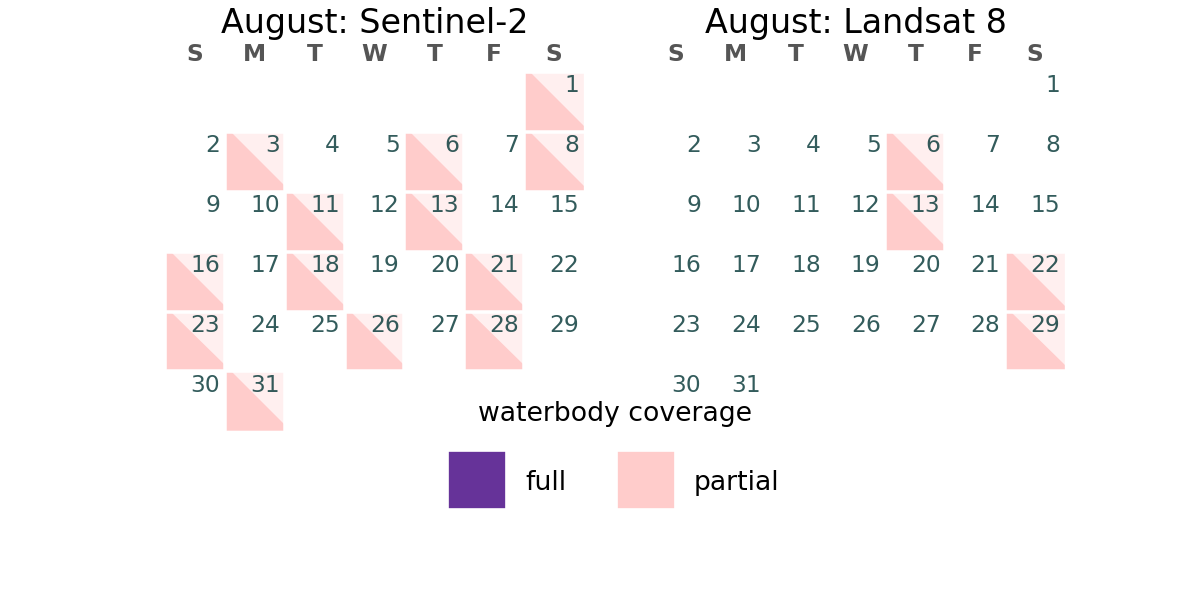 August: Sentinel-2
S M T W T F S
1
2 3 4 5 6 7 8
9 10 11 12 13 14 15
16 17 18 19 20 21 22
23 24 25 26 27 28 29
30 31
August: Landsat 8
S M T W T F S
1
2 3 4 5 6 7 8
9 10 11 12 13 14 15
16 17 18 19 20 21 22
23 24 25 26 27 28 29
30 31
waterbody coverage
full
partial